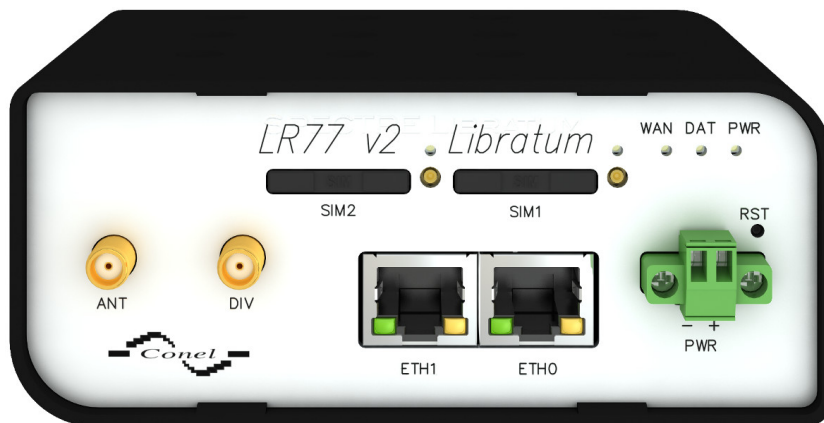 LR77 v2 Libratum
WAN DAT PWR
SIM2 SIM1
RST
ANT DIV
- +
PWR
Conel
ETH1 ETH0